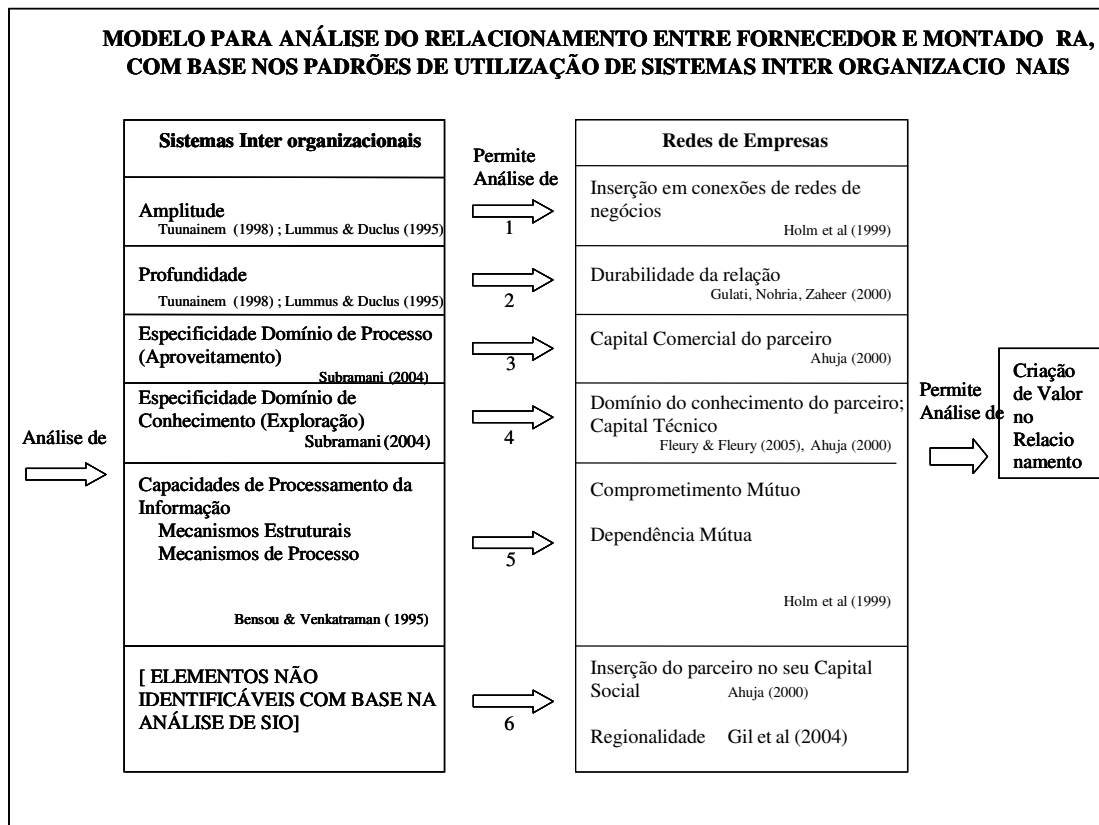 MODELO PARA ANÁLISE DO RELACIONAMENTO ENTRE FORNECEDOR E MONTADO RA,
COM BASE NOS PADRÕES DE UTILIZAÇÃO DE SISTEMAS INTER ORGANIZACIO NAIS
Análise de
Sistemas Inter organizacionais
Amplitude
Tuunainem (1998) ; Lummus & Duclus (1995)
Profundidade
Tuunainem (1998) ; Lummus & Duclus (1995)
Especificidade Domínio de Processo
(Aproveitamento)
Subramani (2004)
Especificidade Domínio de
Conhecimento (Exploração)
Subramani (2004)
Capacidades de Processamento da
Informação
Mecanismos Estruturais
Mecanismos de Processo
Bensou & Venkatraman ( 1995)
[ ELEMENTOS NÃO
IDENTIFICÁVEIS COM BASE NA
ANÁLISE DE SIO]
Permite
Análise de
1
2
3
4
5
6
Redes de Empresas
Inserção em conexões de redes de
negócios
Holm et al (1999)
Durabilidade da relação
Gulati, Nohria, Zaheer (2000)
Capital Comercial do parceiro
Ahuja (2000)
Domínio do conhecimento do parceiro;
Capital Técnico
Fleury & Fleury (2005), Ahuja (2000)
Comprometimento Mútuo
Dependência Mútua
Holm et al (1999)
Inserção do parceiro no seu Capital
Social Ahuja (2000)
Regionalidade Gil et al (2004)
Permite
Análise de
Criação
de Valor
no
Relacio
namento